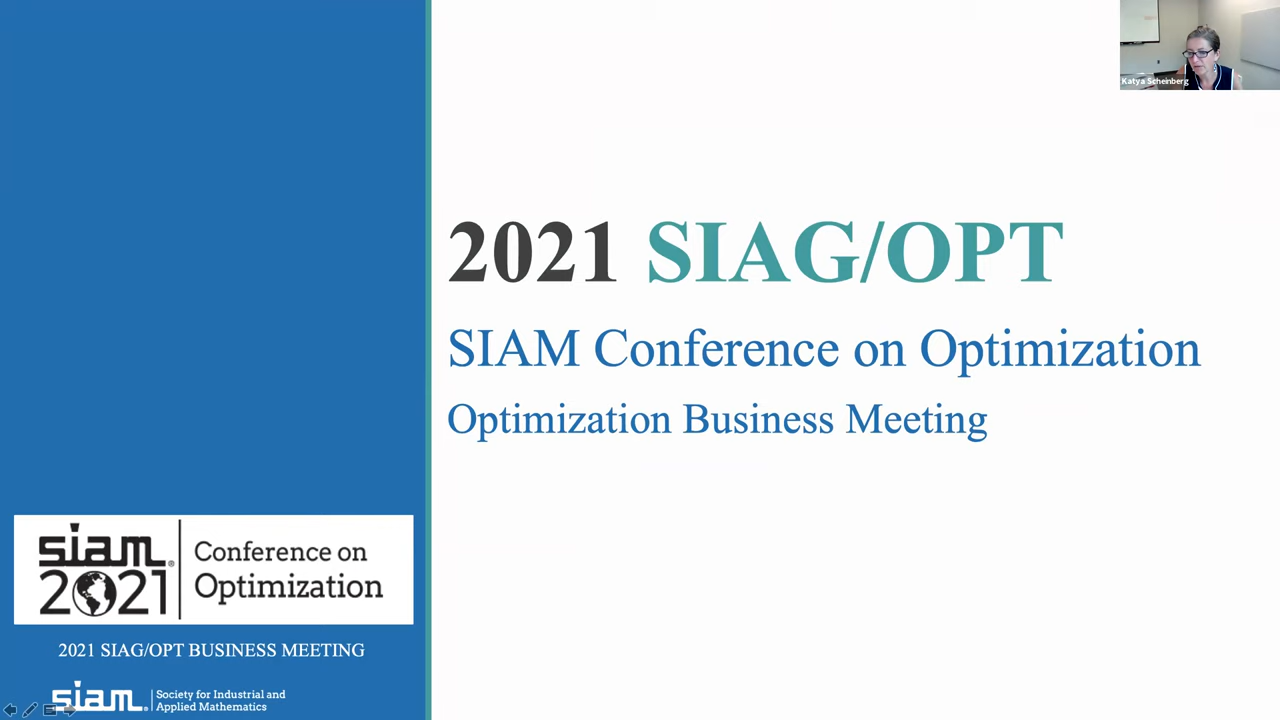 Katya Scheinberg
2021 SIAG/OPT
SIAM Conference on Optimization
Optimization Business Meeting
siam®
2021
Conference on
Optimization
2021 SIAG/OPT BUSINESS MEETING
siam®
Society for Industrial and
Applied Mathematics